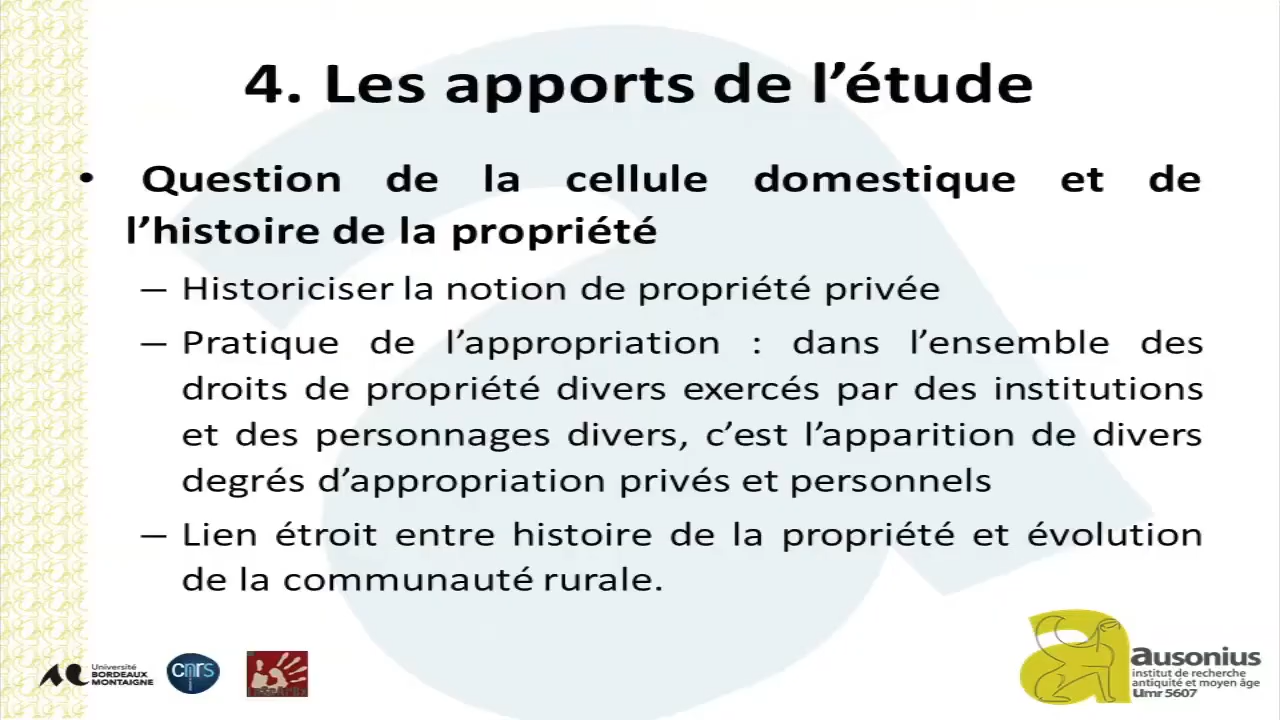 4. Les apports de l’étude
• Question de la cellule domestique et de
l’histoire de la propriété
– Historiciser la notion de propriété privée
– Pratique de l’appropriation : dans l’ensemble des
droits de propriété divers exercés par des institutions
et des personnages divers, c’est l’apparition de divers
degrés d’appropriation privés et personnels
– Lien étroit entre histoire de la propriété et évolution
de la communauté rurale.
Université
BORDEAUX
MONTAIGNE
cnrs
ausonius
institut de recherche
antiquité et moyen âge
Umr 5607